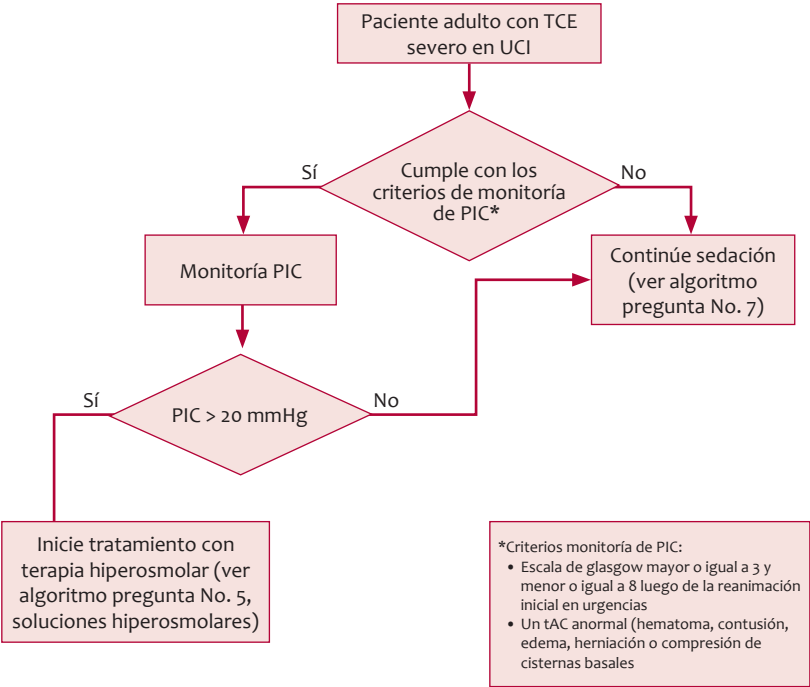 Paciente adulto con TCE
severo en UCI
Cumple con los
criterios de monitoría
de PIC*
Sí
No
Monitoría PIC
Continúe sedación
(ver algoritmo
pregunta No. 7)
PIC > 20 mmHg
Sí
No
Inicie tratamiento con
terapia hiperosmolar (ver
algoritmo pregunta No. 5,
soluciones hiperosmolares)
*Criterios monitoría de PIC:
• Escala de glasgow mayor o igual a 3 y
menor o igual a 8 luego de la reanimación
inicial en urgencias
• Un tAC anormal (hematoma, contusión,
edema, herniación o compresión de
cisternas basales